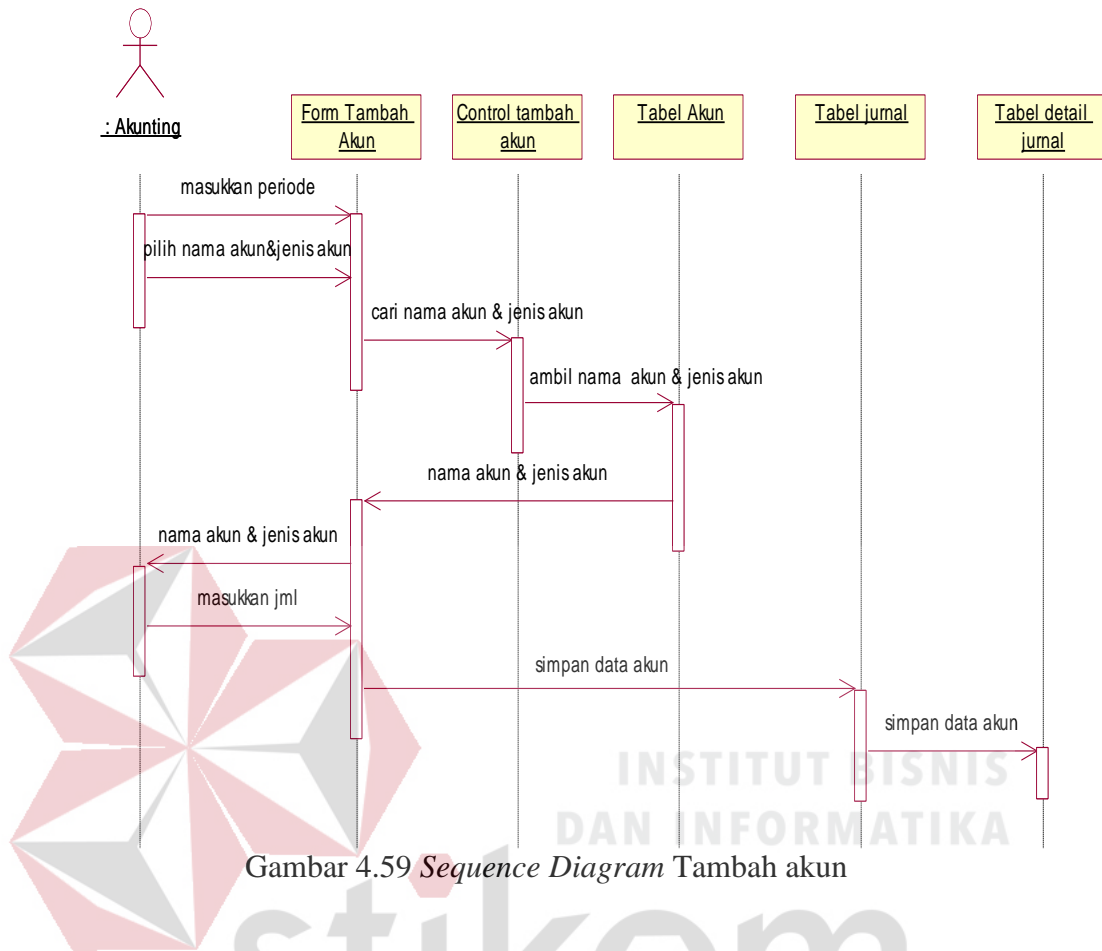 : Akunting
Form Tambah
Akun
Control tambah
akun
Tabel Akun
Tabel jurnal
Tabel detail
jurnal
masukkan periode
pilih nama akun&jenis akun
cari nama akun & jenis akun
ambil nama akun & jenis akun
nama akun & jenis akun
nama akun & jenis akun
masukkan jml
simpan data akun
simpan data akun
INSTITUT BISNIS
DAN INFORMATIKA
Gambar 4.59 Sequence Diagram Tambah akun
stikom